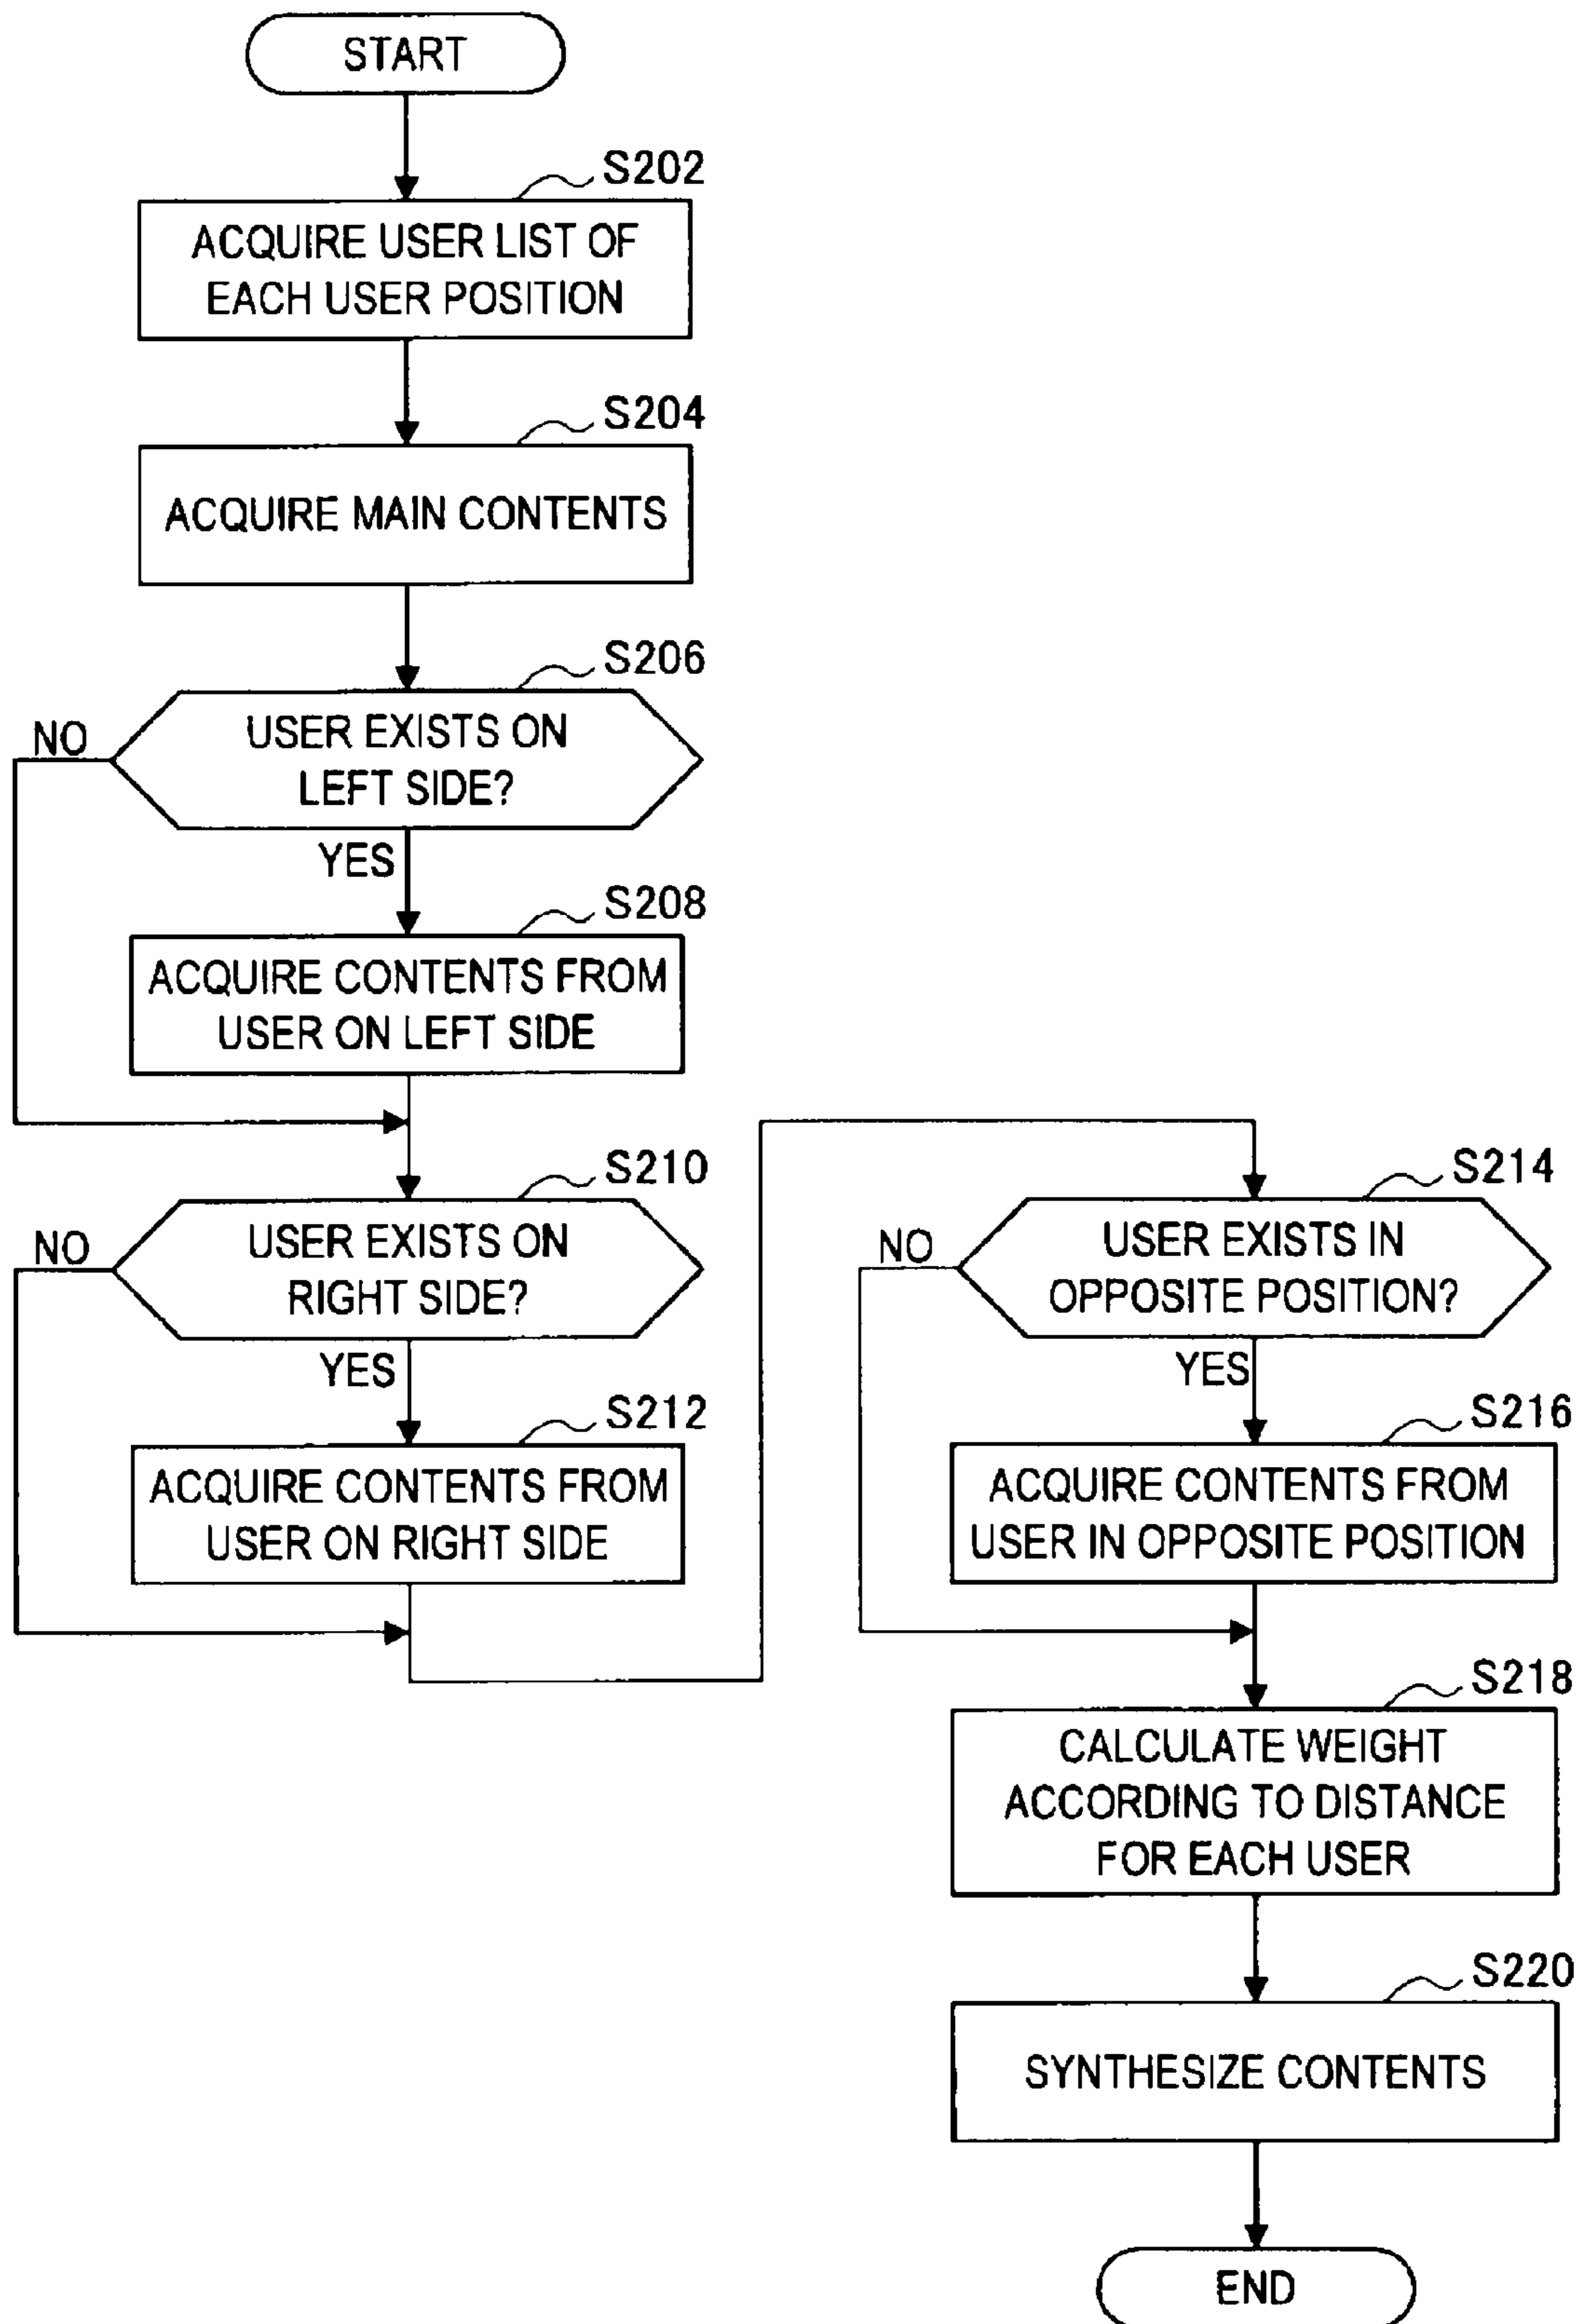 START
S202
ACQUIRE USER LIST OF
EACH USER POSITION
S204
ACQUIRE MAIN CONTENTS
S206
USER EXISTS ON
LEFT SIDE?
NO
YES
S208
ACQUIRE CONTENTS FROM
USER ON LEFT SIDE
S210
USER EXISTS ON
RIGHT SIDE?
NO
YES
S212
ACQUIRE CONTENTS FROM
USER ON RIGHT SIDE
S214
USER EXISTS IN
OPPOSITE POSITION?
NO
YES
S216
ACQUIRE CONTENTS FROM
USER IN OPPOSITE POSITION
S218
CALCULATE WEIGHT
ACCORDING TO DISTANCE
FOR EACH USER
S220
SYNTHESIZE CONTENTS
END